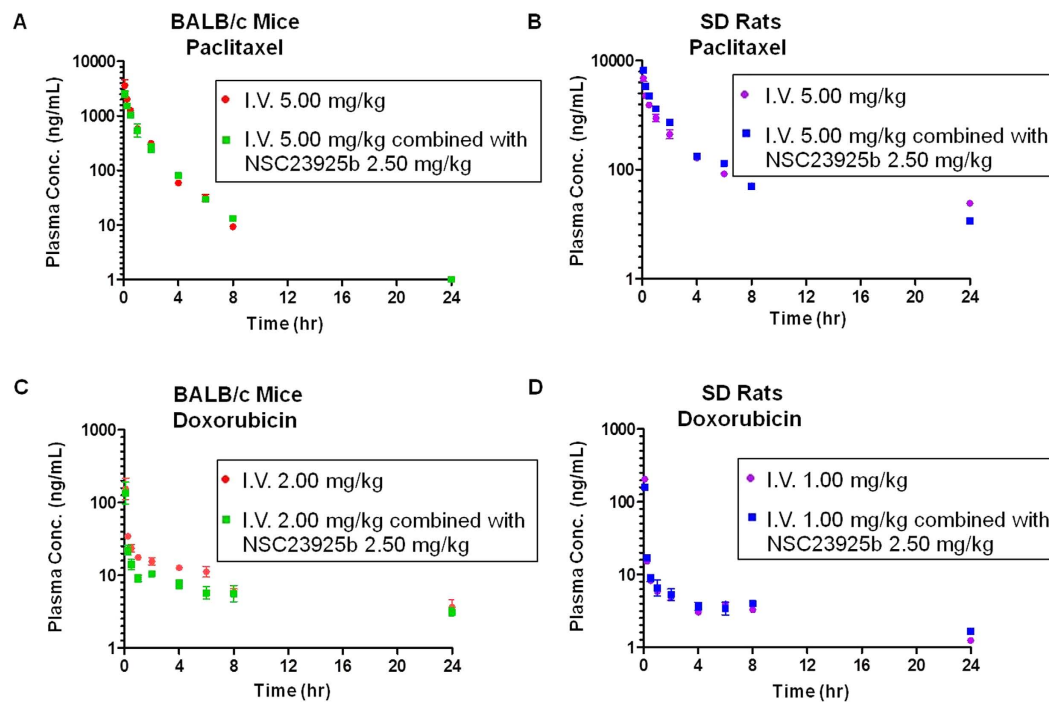 A
BALB/c Mice
Paclitaxel
Plasma Conc. (ng/mL)
10000
1000
100
10
1
I.V. 5.00 mg/kg
I.V. 5.00 mg/kg combined with
NSC23925b 2.50 mg/kg
0 4 8 12 16 20 24
Time (hr)
B
SD Rats
Paclitaxel
Plasma Conc. (ng/mL)
10000
100
1
I.V. 5.00 mg/kg
I.V. 5.00 mg/kg combined with
NSC23925b 2.50 mg/kg
0 4 8 12 16 20 24
Time (hr)
C
BALB/c Mice
Doxorubicin
Plasma Conc. (ng/mL)
1000
100
10
1
I.V. 2.00 mg/kg
I.V. 2.00 mg/kg combined with
NSC23925b 2.50 mg/kg
0 4 8 12 16 20 24
Time (hr)
D
SD Rats
Doxorubicin
Plasma Conc. (ng/mL)
1000
100
10
1
I.V. 1.00 mg/kg
I.V. 1.00 mg/kg combined with
NSC23925b 2.50 mg/kg
0 4 8 12 16 20 24
Time (hr)